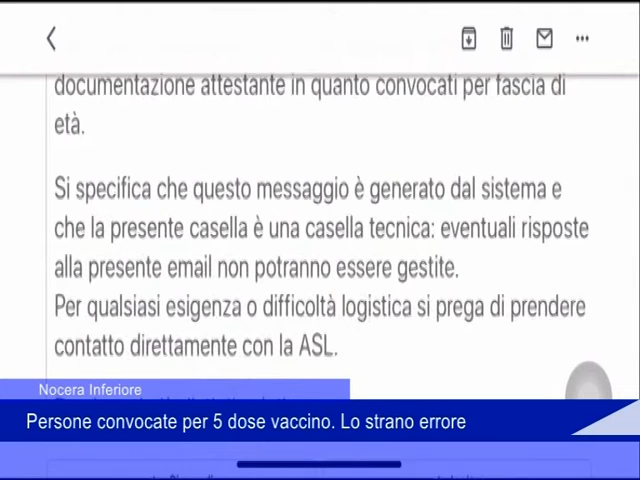 documentazione attestante in quanto convocati per fascia di
età.
Si specifica che questo messaggio è generato dal sistema e
che la presente casella è una casella tecnica: eventuali risposte
alla presente email non potranno essere gestite.
Per qualsiasi esigenza o difficoltà logistica si prega di prendere
contatto direttamente con la ASL.
Nocera Inferiore
Persone convocate per 5 dose vaccino. Lo strano errore